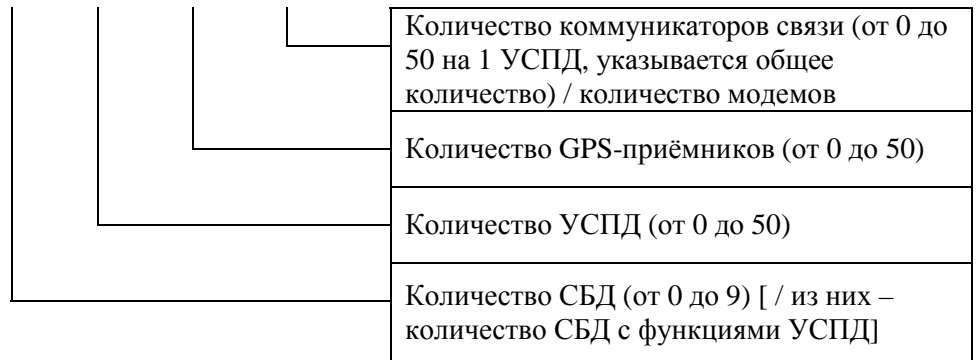 Количество коммуникаторов связи (от 0 до
50 на 1 УСПД, указывается общее
количество) / количество модемов
Количество GPS-приёмников (от 0 до 50)
Количество УСПД (от 0 до 50)
Количество СБД (от 0 до 9) [ / из них –
количество СБД с функциями УСПД]